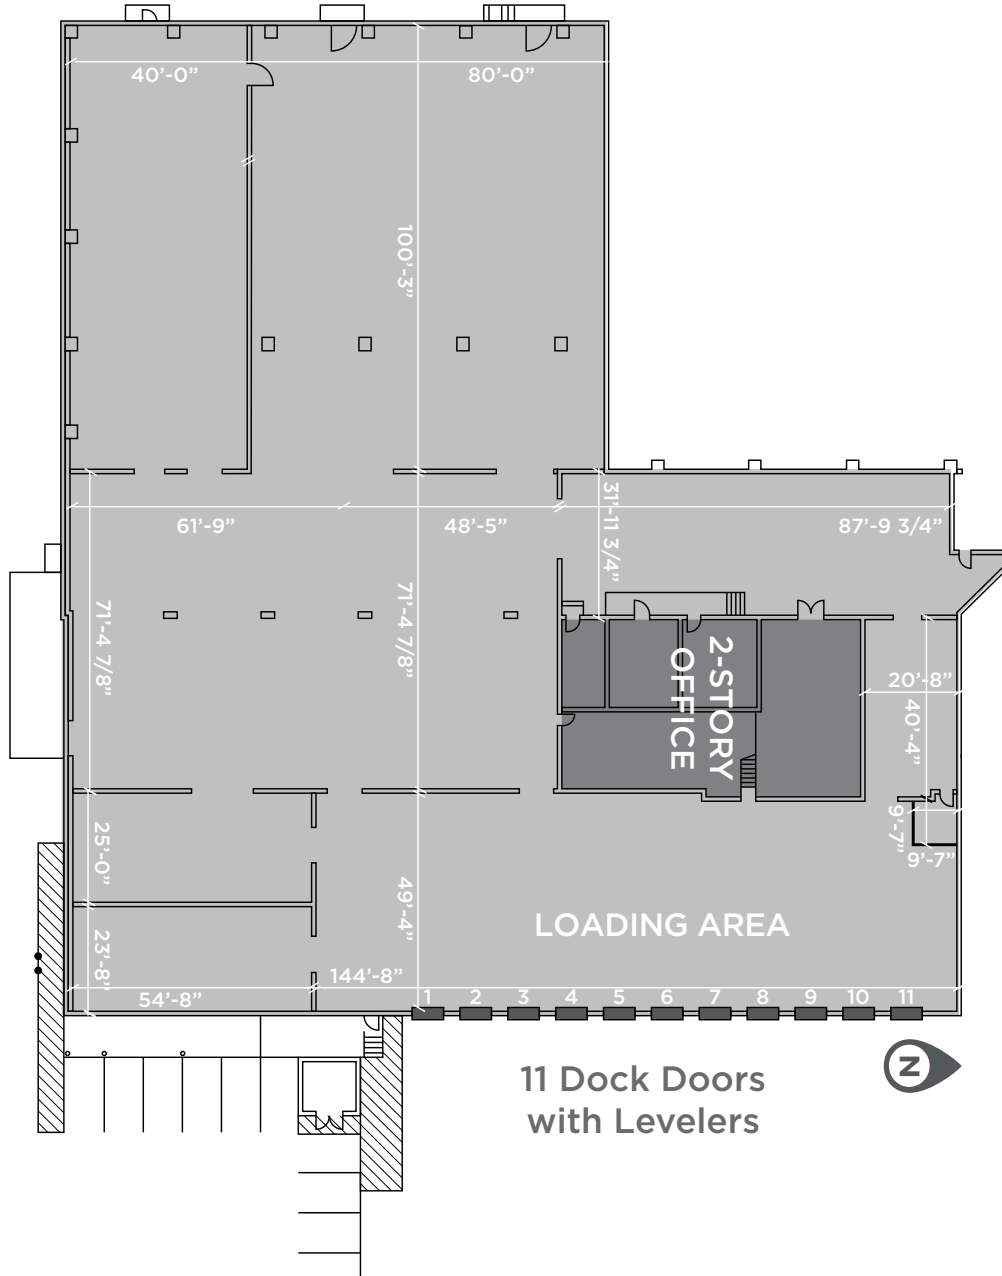 40'-0”
80'-0”
100'-3”
61'-9”
48'-5”
31'-11 3/4”
87'-9 3/4”
71'-4 7/8”
71'-4 7/8”
2-STORY
OFFICE
20'-8”
40'-4”
9'-7”
9'-7”
25'-0”
49'-4”
LOADING AREA
23'-8”
54'-8”
144'-8”
1 2 3 4 5 6 7 8 9 10 11
11 Dock Doors
with Levelers
N